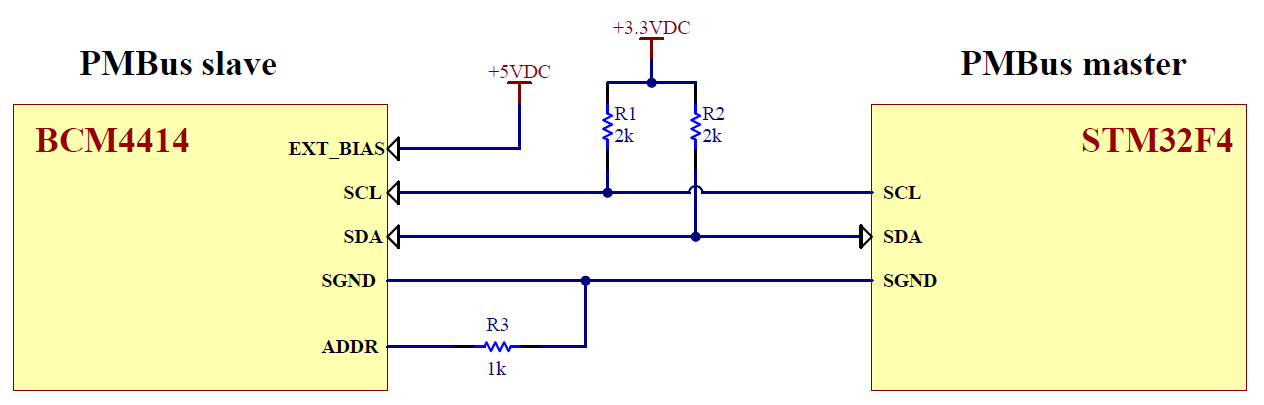 +3.3VDC
PMBus slave
PMBus master
+5VDC
BCM4414
R1
2k
R2
2k
STM32F4
EXT_BIAS
SCL
SCL
SDA
SDA
SGND
SGND
R3
ADDR
1k